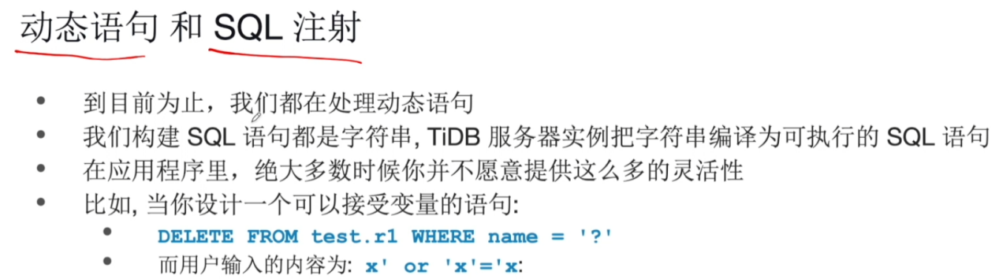 动态语句 和 SQL 注射
• 到目前为止，我们都在处理动态语句
• 我们构建 SQL 语句都是字符串, TiDB 服务器实例把字符串编译为可执行的 SQL 语句
• 在应用程序里，绝大多数时候你并不愿意提供这么多的灵活性
• 比如, 当你设计一个可以接受变量的语句:
• DELETE FROM test.r1 WHERE name = '?'
• 而用户输入的内容为: x' or 'x'='x: